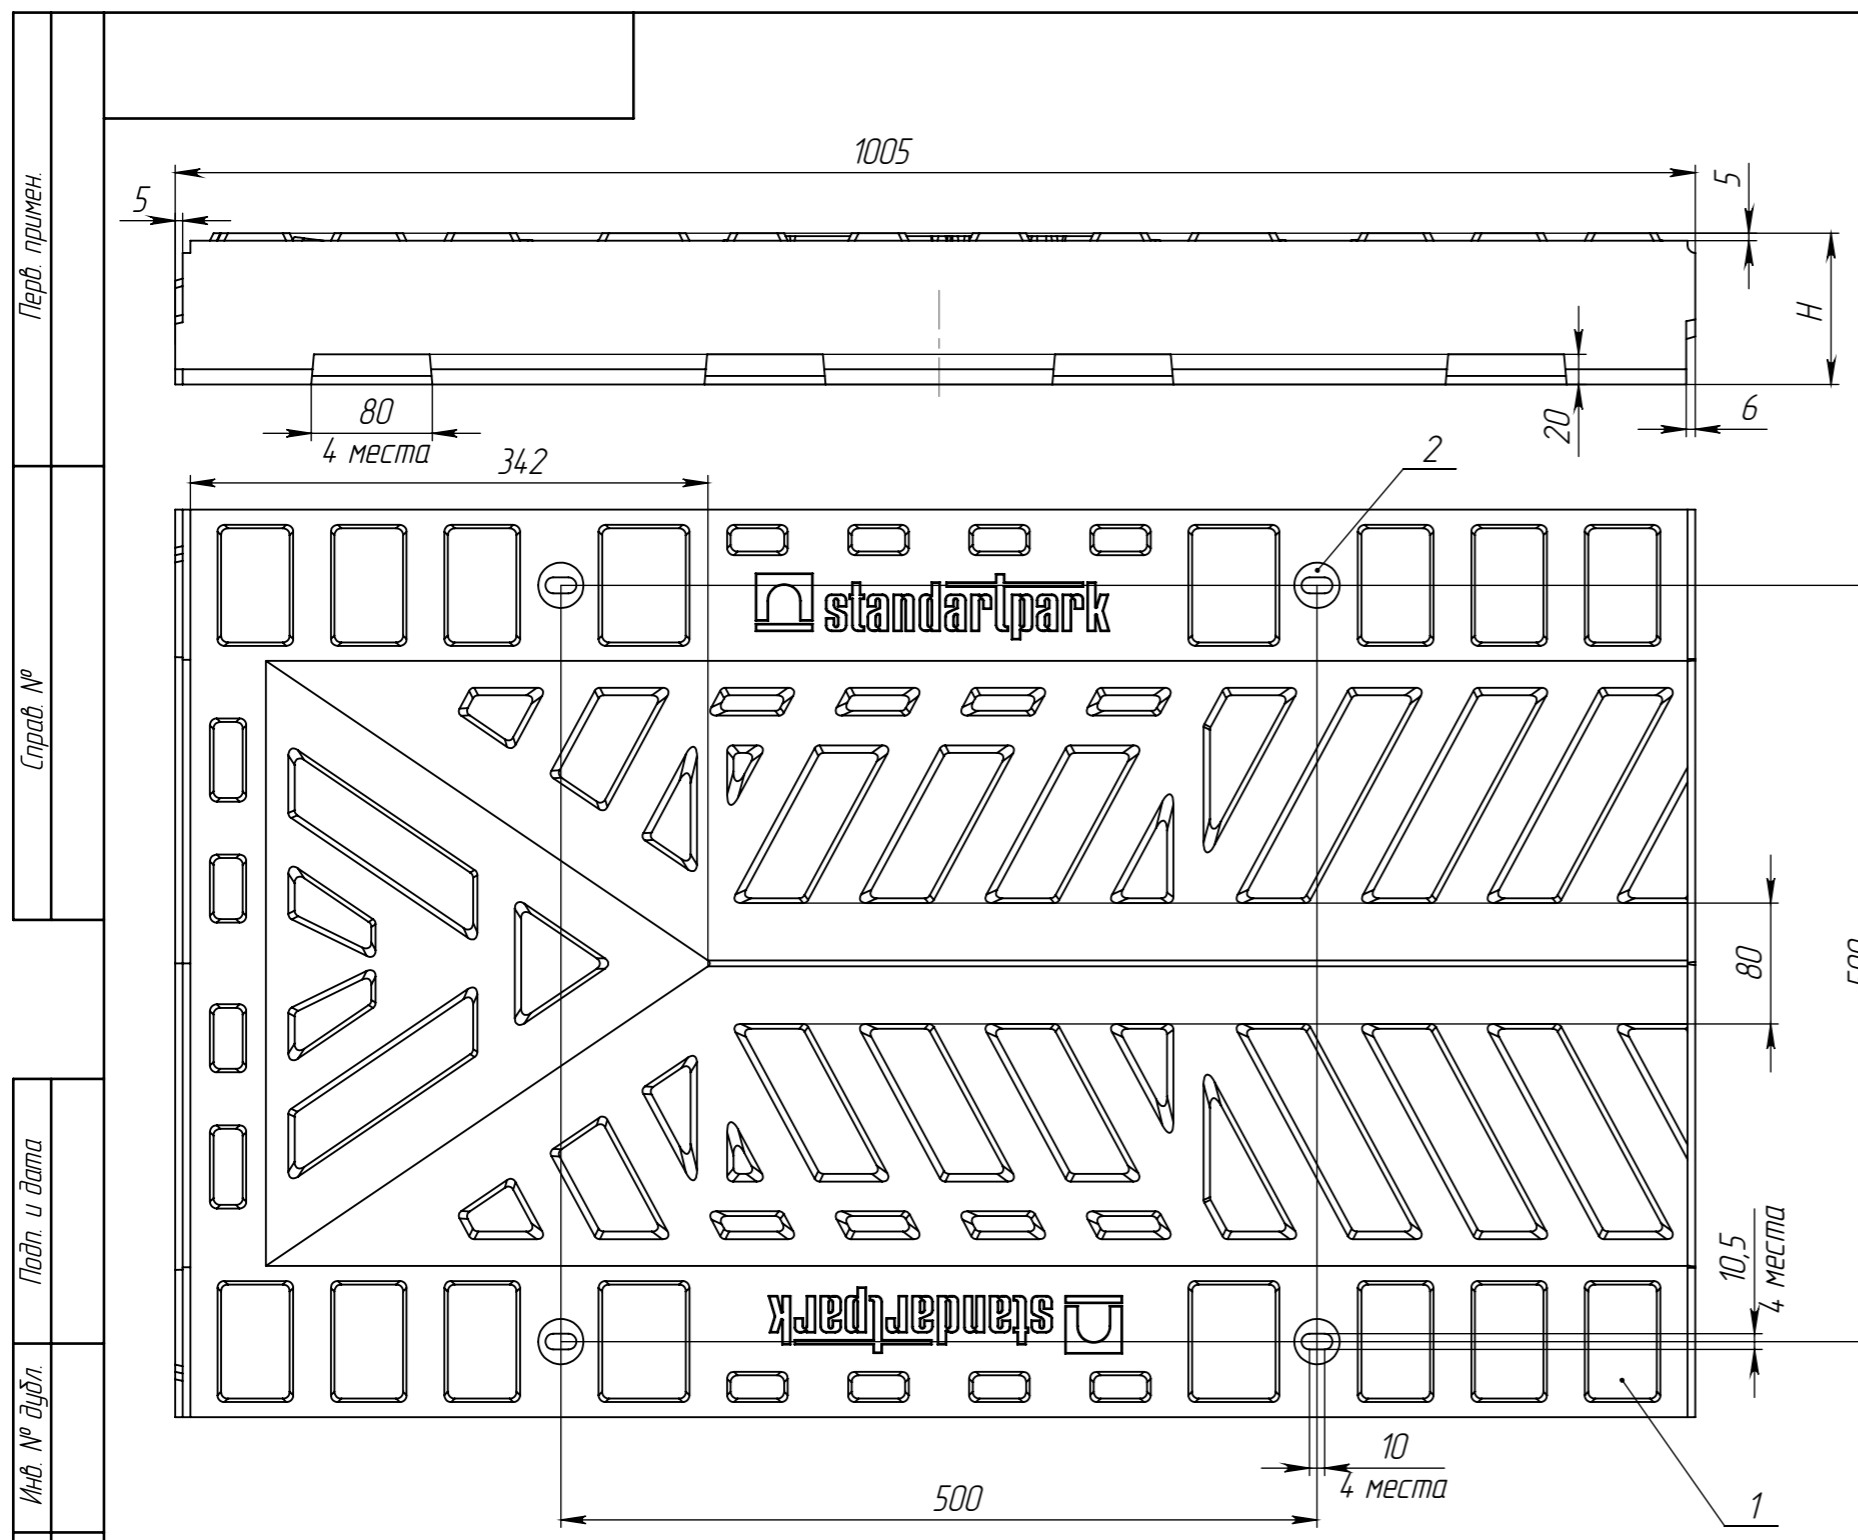 1005
5
5
H
20
6
80
4 места
342
2
standartpark
80
10,5
4 места
standartpark
10
4 места
500
1
Перв. примен.
Справ. №
Подп. и дата
Инв. № дубл.